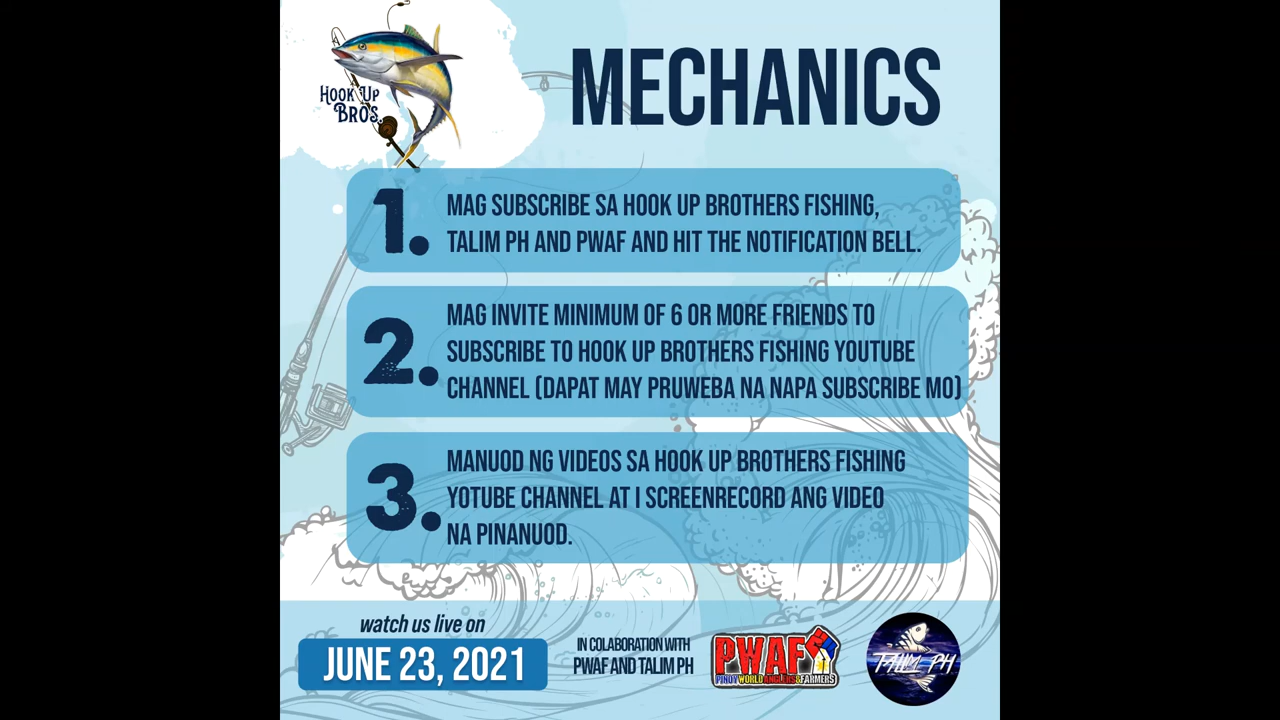 HOOK UP
BROS.
MECHANICS
1. MAG SUBSCRIBE SA HOOK UP BROTHERS FISHING,
TALIM PH AND PWAF AND HIT THE NOTIFICATION BELL.
2. MAG INVITE MINIMUM OF 6 OR MORE FRIENDS TO
SUBSCRIBE TO HOOK UP BROTHERS FISHING YOUTUBE
CHANNEL (DAPAT MAY PRUWEBA NA NAPA SUBSCRIBE MO)
3. MANUOD NG VIDEOS SA HOOK UP BROTHERS FISHING
YOTUBE CHANNEL AT I SCREENRECORD ANG VIDEO
NA PINANUOD.
watch us live on
JUNE 23, 2021
IN COLABORATION WITH
PWAF AND TALIM PH
PWAF
PINOY WORLD ANGLERS & FARMERS
TALIM PH